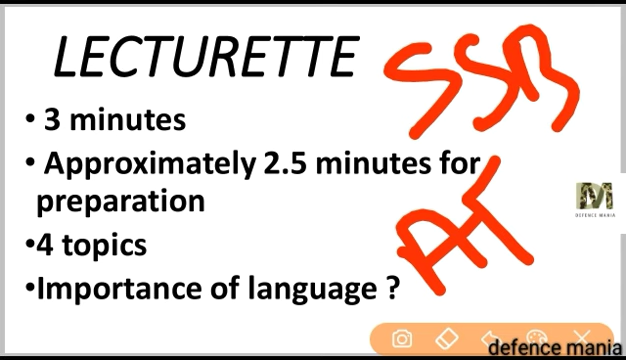 LECTURETTE
SSB
• 3 minutes
• Approximately 2.5 minutes for
preparation
•4 topics
•Importance of language ?
DEFENCE MANIA
defence mania